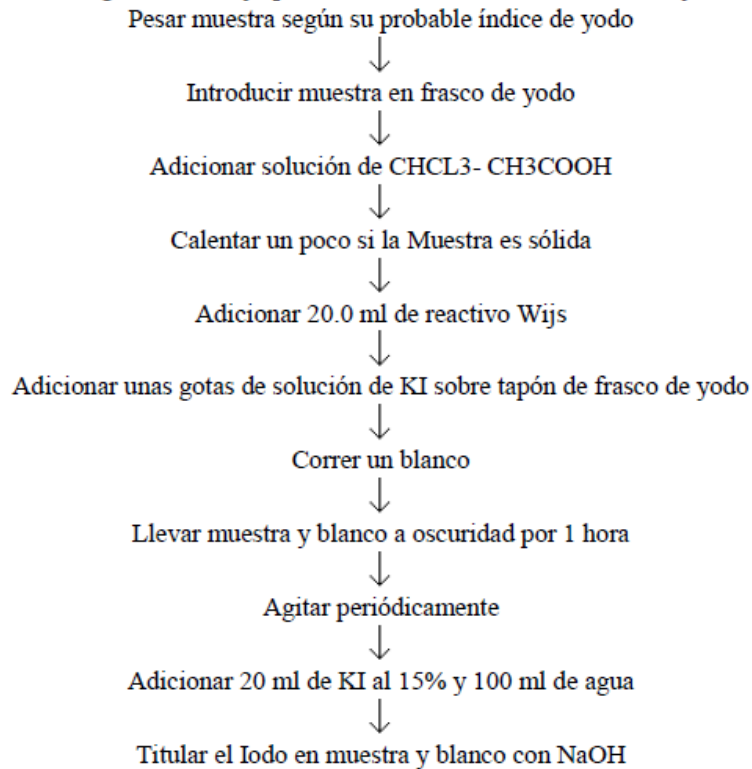 Pesar muestra según su probable índice de yodo
Introducir muestra en frasco de yodo
Adicionar solución de CHCL3- CH3COOH
Calentar un poco si la Muestra es sólida
Adicionar 20.0 ml de reactivo Wijs
Adicionar unas gotas de solución de KI sobre tapón de frasco de yodo
Correr un blanco
Llevar muestra y blanco a oscuridad por 1 hora
Agitar periódicamente
Adicionar 20 ml de KI al 15% y 100 ml de agua
Titular el Iodo en muestra y blanco con NaOH